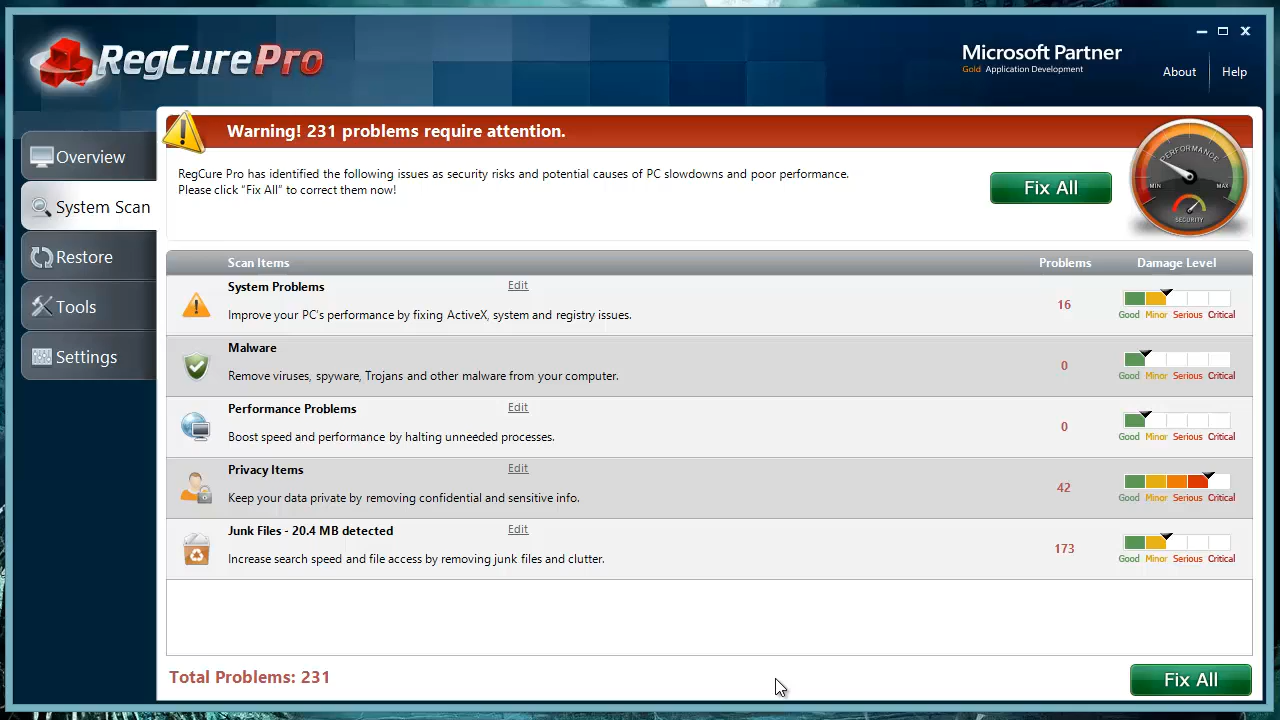 RegCure Pro
Microsoft Partner
Gold Application Development
About
Help
Overview
System Scan
Restore
Tools
Settings
Warning! 231 problems require attention.
RegCure Pro has identified the following issues as security risks and potential causes of PC slowdowns and poor performance.
Please click "Fix All" to correct them now!
Fix All
PERFORMANCE
MIN
MAX
SECURITY
Scan Items Problems Damage Level
System Problems Edit
Improve your PC's performance by fixing ActiveX, system and registry issues.
16
Good Minor Serious Critical
Malware
Remove viruses, spyware, Trojans and other malware from your computer.
0
Good Minor Serious Critical
Performance Problems Edit
Boost speed and performance by halting unneeded processes.
0
Good Minor Serious Critical
Privacy Items Edit
Keep your data private by removing confidential and sensitive info.
42
Good Minor Serious Critical
Junk Files - 20.4 MB detected Edit
Increase search speed and file access by removing junk files and clutter.
173
Good Minor Serious Critical
Total Problems: 231
Fix All